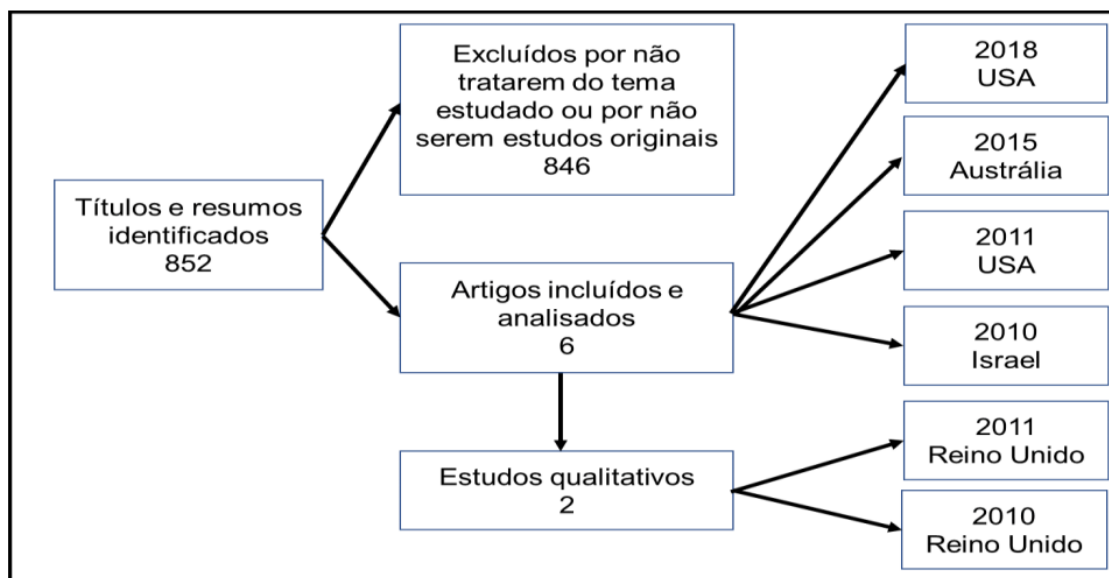 Títulos e resumos
identificados
852
Excluídos por não
tratarem do tema
estudado ou por não
serem estudos originais
846
Artigos incluídos e
analisados
6
Estudos qualitativos
2
2018
USA
2015
Austrália
2011
USA
2010
Israel
2011
Reino Unido
2010
Reino Unido